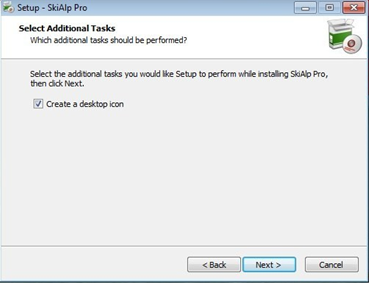 Setup - SkiAlp Pro
Select Additional Tasks
Which additional tasks should be performed?
Select the additional tasks you would like Setup to perform while installing SkiAlp Pro,
then click Next.
Create a desktop icon
< Back
Next >
Cancel